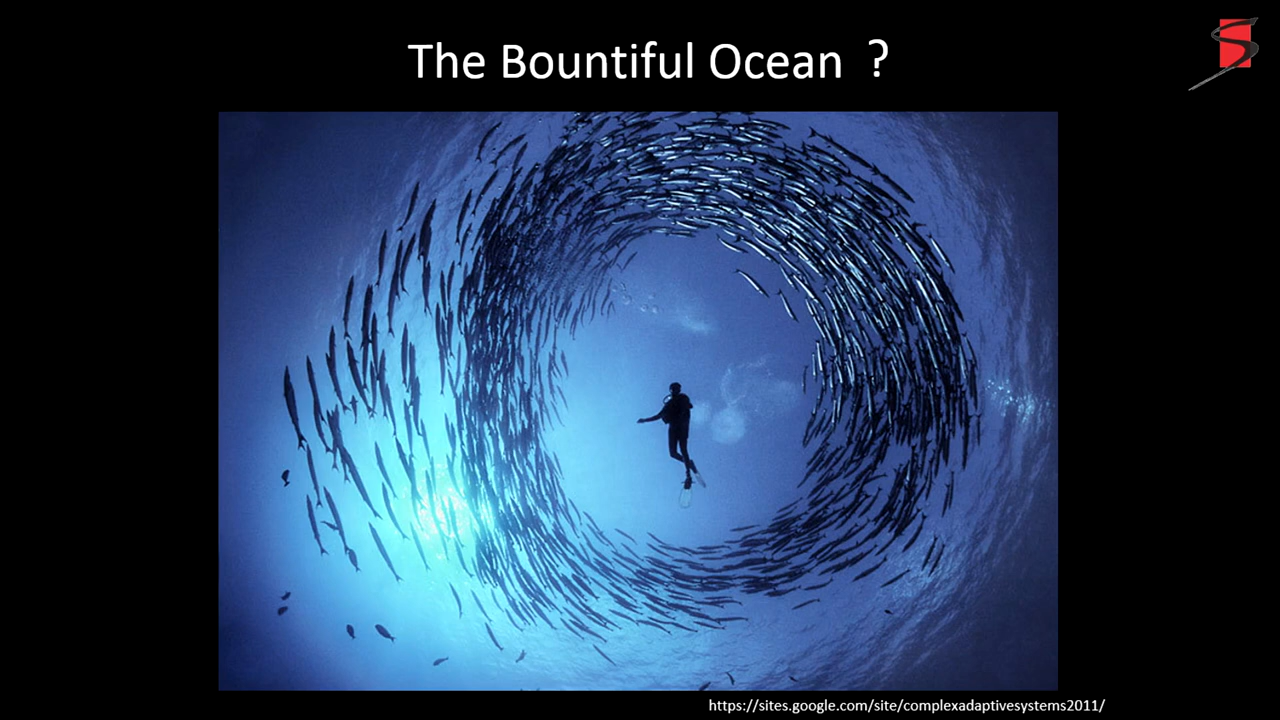 The Bountiful Ocean ?
S
https://sites.google.com/site/complexadaptivesystems2011/